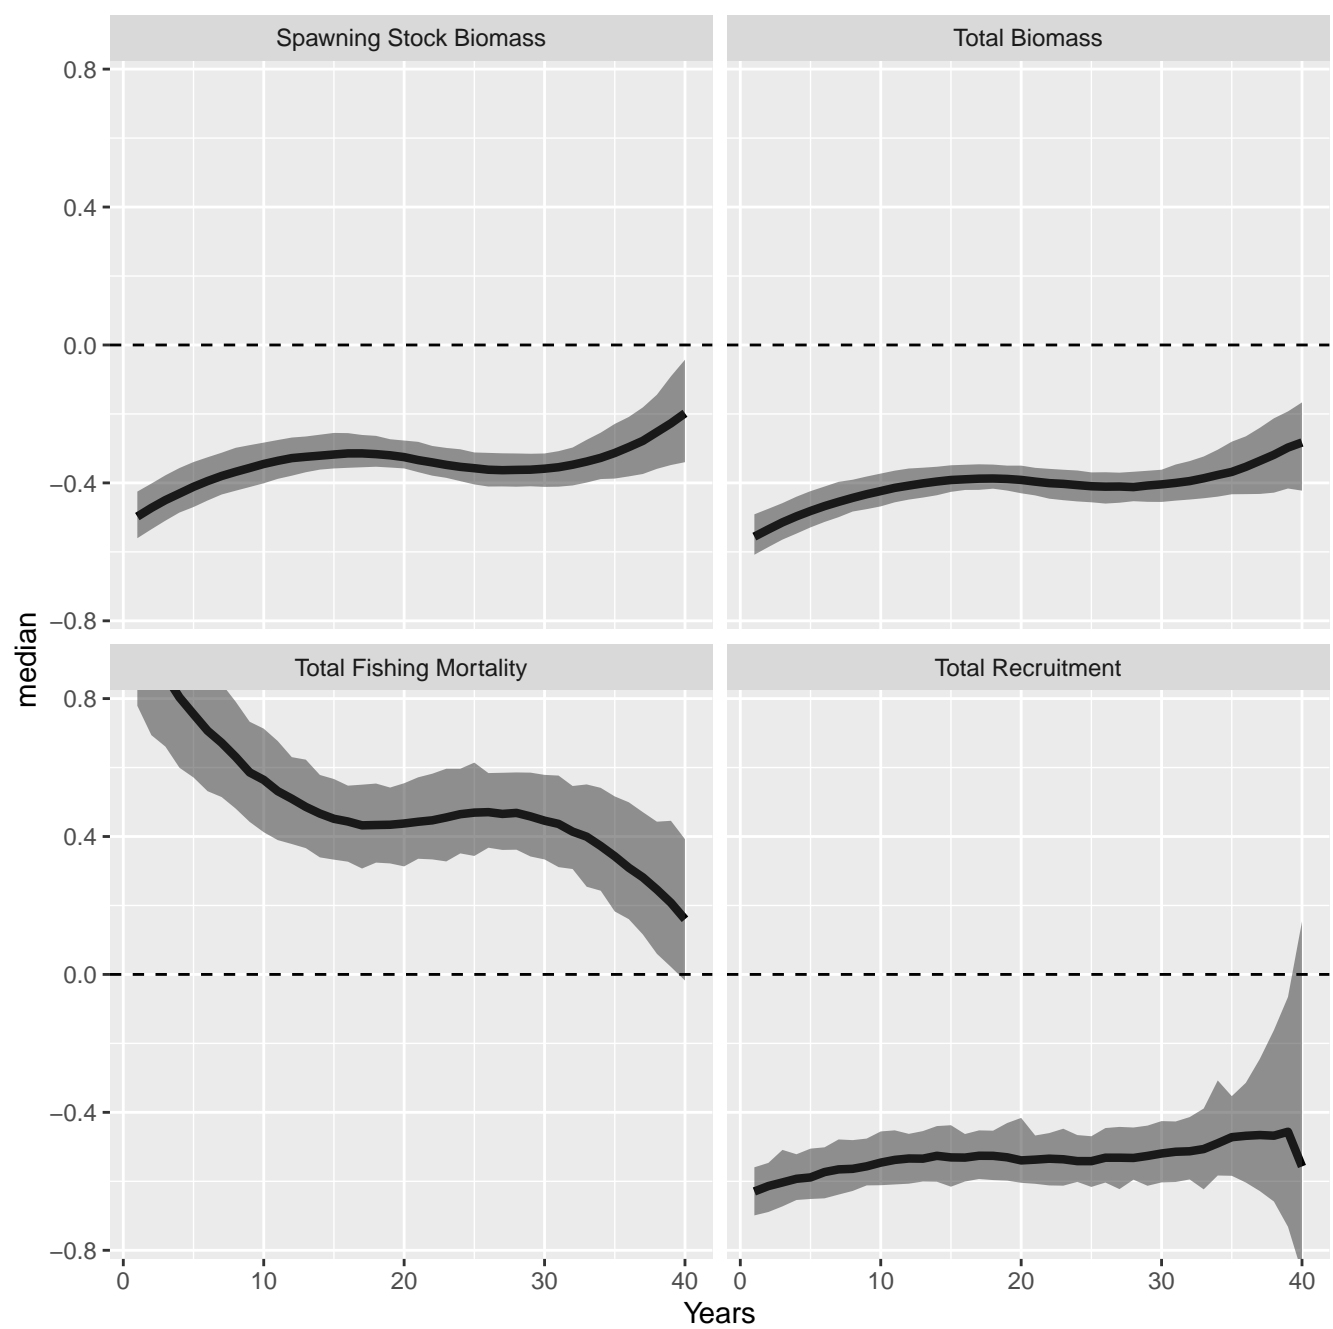 Spawning Stock Biomass
Total Biomass
0.8
0.4
0.0
−0.4
−0.8
Total Fishing Mortality
Total Recruitment
0.8
0.4
0.0
−0.4
−0.8
median
0 10 20 30 40
0 10 20 30 40
Years